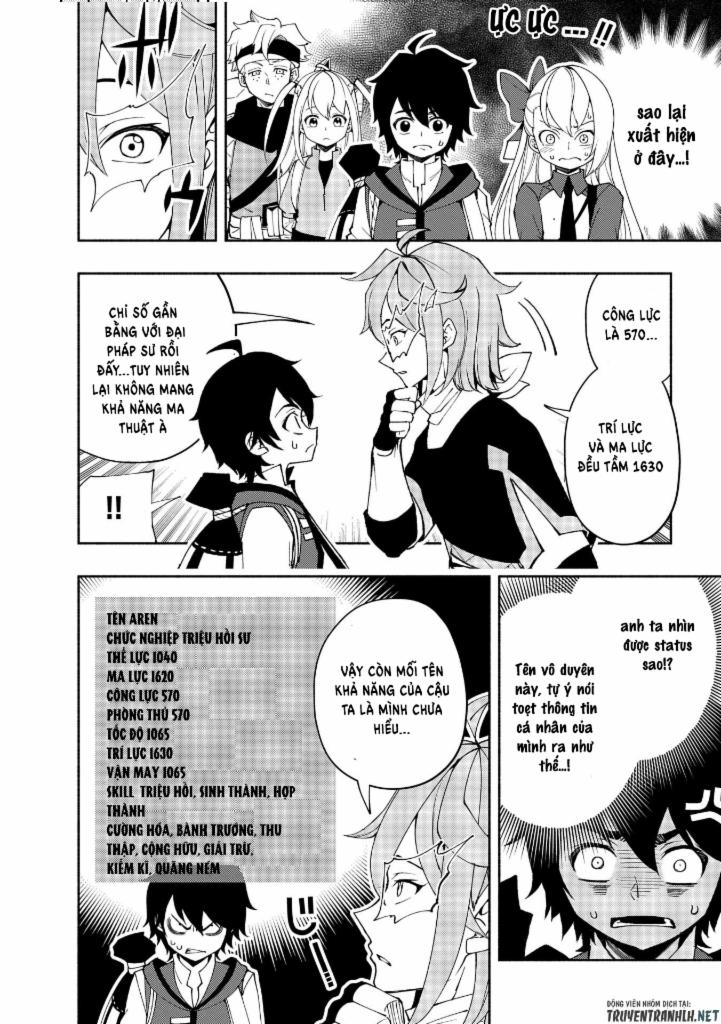 ỰC ỰC ... !!
sao lại
xuất hiện
ở đây...!
CÔNG LỰC
LÀ 570...
TRÍ LỰC
VÀ MA LỰC
ĐỀU TẦM 1630
CHỈ SỐ GẦN
BẰNG VỚI ĐẠI
PHÁP SƯ RỒI
ĐẤY...TUY NHIÊN
LẠI KHÔNG MANG
KHẢ NĂNG MA
THUẬT À
!!
anh ta nhìn
được status
sao!?
Tên vô duyên
này, tự ý nói
toẹt thông tin
cá nhân của
mình ra như
thế...!
VẬY CÒN MỖI TÊN
KHẢ NĂNG CỦA CẬU
TA LÀ MÌNH CHƯA
HIỂU...
TÊN AREN
CHỨC NGHIỆP TRIỆU HỒI SƯ
THỂ LỰC 1040
MA LỰC 1620
CÔNG LỰC 570
PHÒNG THỦ 570
TỐC ĐỘ 1065
TRÍ LỰC 1630
VẬN MAY 1065
SKILL TRIỆU HỒI, SINH THÀNH, HỢP
THÀNH
CƯỜNG HÓA, BÀNH TRƯỚNG, THU
THẬP, CỘNG HỮU, GIẢI TRỪ,
KIẾM KĨ, QUĂNG NÉM
じっ
ĐỘNG VIÊN NHÓM DỊCH TẠI:
TRUYENTRANHLH.NET